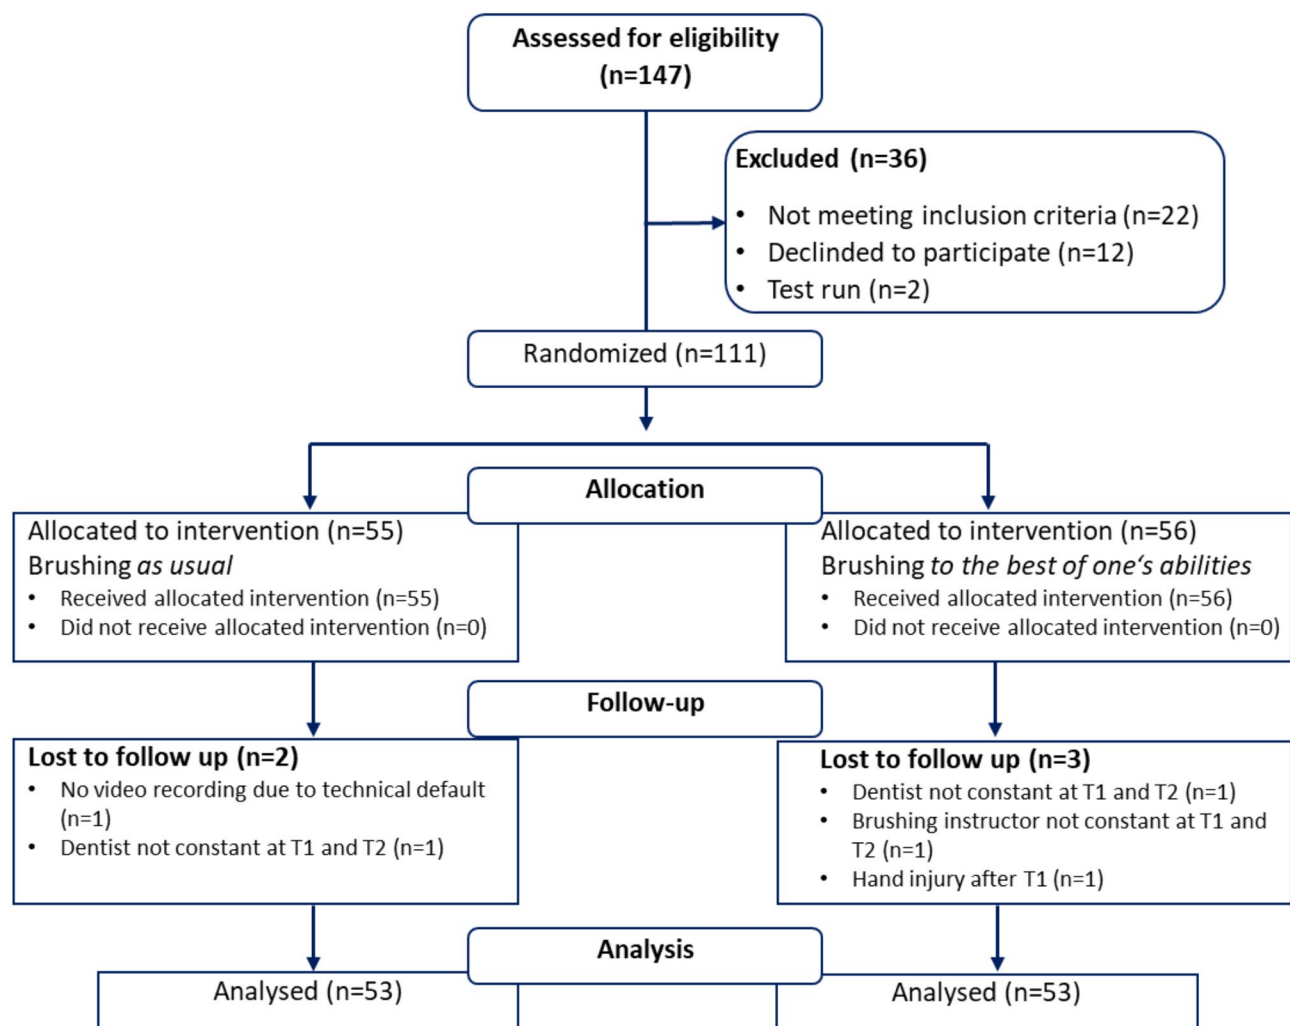 Assessed for eligibility
(n=147)
Excluded (n=36)
• Not meeting inclusion criteria (n=22)
• Declinded to participate (n=12)
• Test run (n=2)
Randomized (n=111)
Allocation
Allocated to intervention (n=55)
Brushing as usual
• Received allocated intervention (n=55)
• Did not receive allocated intervention (n=0)
Allocated to intervention (n=56)
Brushing to the best of one‘s abilities
• Received allocated intervention (n=56)
• Did not receive allocated intervention (n=0)
Follow-up
Lost to follow up (n=2)
• No video recording due to technical default
(n=1)
• Dentist not constant at T1 and T2 (n=1)
Lost to follow up (n=3)
• Dentist not constant at T1 and T2 (n=1)
• Brushing instructor not constant at T1 and
T2 (n=1)
• Hand injury after T1 (n=1)
Analysis
Analysed (n=53)
Analysed (n=53)